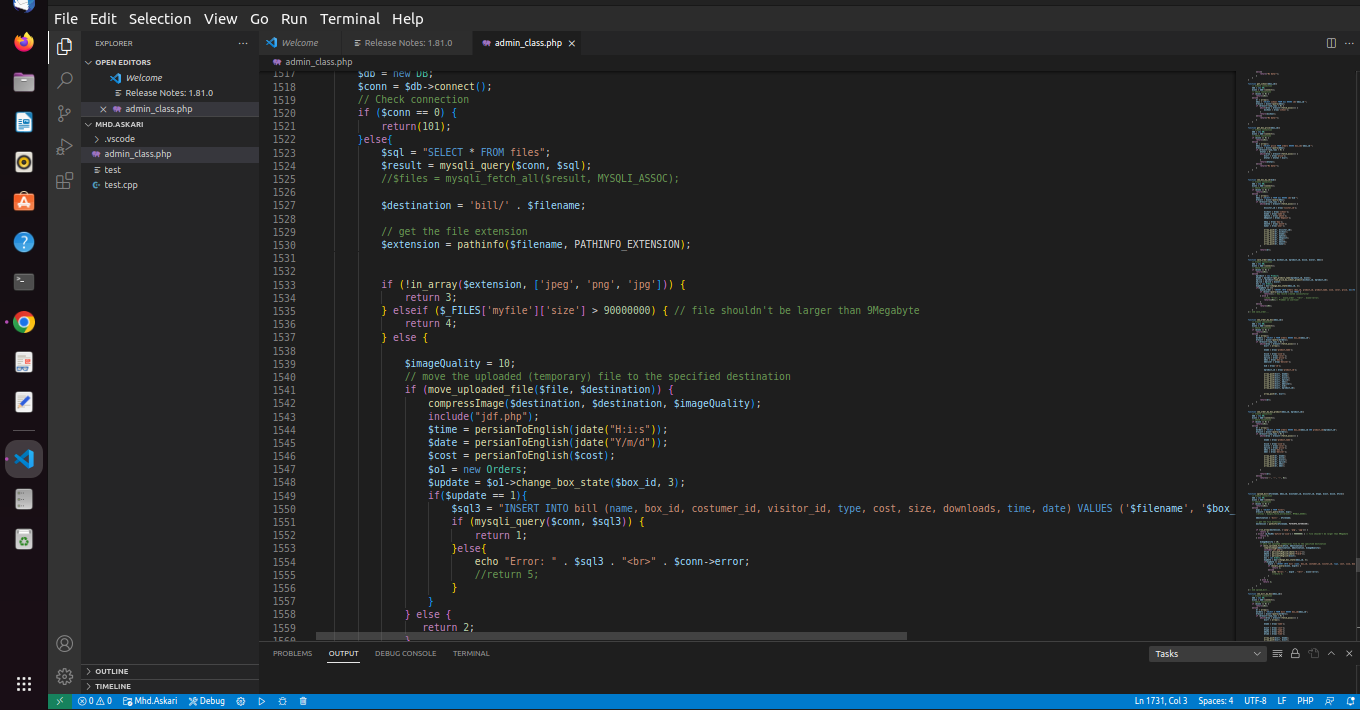 File Edit Selection View Go Run Terminal Help
EXPLORER
Welcome
Release Notes: 1.81.0
admin_class.php
OPEN EDITORS
Welcome
Release Notes: 1.81.0
admin_class.php
MHD.ASKARI
.vscode
admin_class.php
test
test.cpp
OUTLINE
TIMELINE
admin_class.php
1517 $db = new DB;
1518 $conn = $db->connect();
1519 // Check connection
1520 if ($conn == 0) {
1521 return(101);
1522 }else{
1523 $sql = "SELECT * FROM files";
1524 $result = mysqli_query($conn, $sql);
1525 //$files = mysqli_fetch_all($result, MYSQLI_ASSOC);
1526
1527 $destination = 'bill/' . $filename;
1528
1529 // get the file extension
1530 $extension = pathinfo($filename, PATHINFO_EXTENSION);
1531
1532
1533 if (!in_array($extension, ['jpeg', 'png', 'jpg'])) {
1534 return 3;
1535 } elseif ($_FILES['myfile']['size'] > 90000000) { // file shouldn't be larger than 9Megabyte
1536 return 4;
1537 } else {
1538
1539 $imageQuality = 10;
1540 // move the uploaded (temporary) file to the specified destination
1541 if (move_uploaded_file($file, $destination)) {
1542 compressImage($destination, $destination, $imageQuality);
1543 include("jdf.php");
1544 $time = persianToEnglish(jdate("H:i:s"));
1545 $date = persianToEnglish(jdate("Y/m/d"));
1546 $cost = persianToEnglish($cost);
1547 $o1 = new Orders;
1548 $update = $o1->change_box_state($box_id, 3);
1549 if($update == 1){
1550 $sql3 = "INSERT INTO bill (name, box_id, costumer_id, visitor_id, type, cost, size, downloads, time, date) VALUES ('$filename', '$box_
1551 if (mysqli_query($conn, $sql3)) {
1552 return 1;
1553 }else{
1554 echo "Error: " . $sql3 . "<br>" . $conn->error;
1555 //return 5;
1556 }
1557 }
1558 } else {
1559 return 2;
1560 }
PROBLEMS OUTPUT DEBUG CONSOLE TERMINAL
Tasks
0 0 Mhd.Askari Debug
Ln 1731, Col 3 Spaces: 4 UTF-8 LF PHP